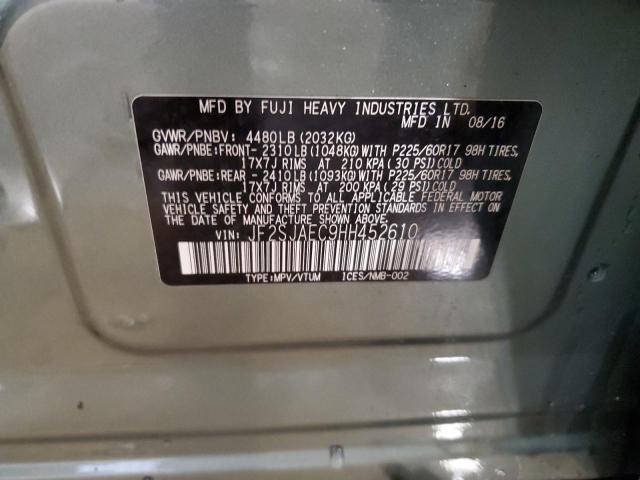 MFD BY FUJI HEAVY INDUSTRIES LTD.
MFD IN 08/16
GVWR/PNBV: 4480LB(2032KG)
GAWR/PNBE:FRONT- 2310LB(1048KG)WITH P225/60R17 98H TIRES,
17X7J RIMS AT 210 KPA(30 PSI)COLD
GAWR/PNBE:REAR - 2410LB(1093KG)WITH P225/60R17 98H TIRES,
17X7J RIMS AT 200 KPA(29 PSI)COLD
THIS VEHICLE CONFORMS TO ALL APPLICABLE FEDERAL MOTOR
VEHICLE SAFETY AND BUMPER STANDARDS IN EFFECT ON THE
DATE OF MANUFACTURE SHOWN ABOVE.
VIN: JF2SJAEC9HH452610
TYPE:MPV/VTUM ICES/NMB-002